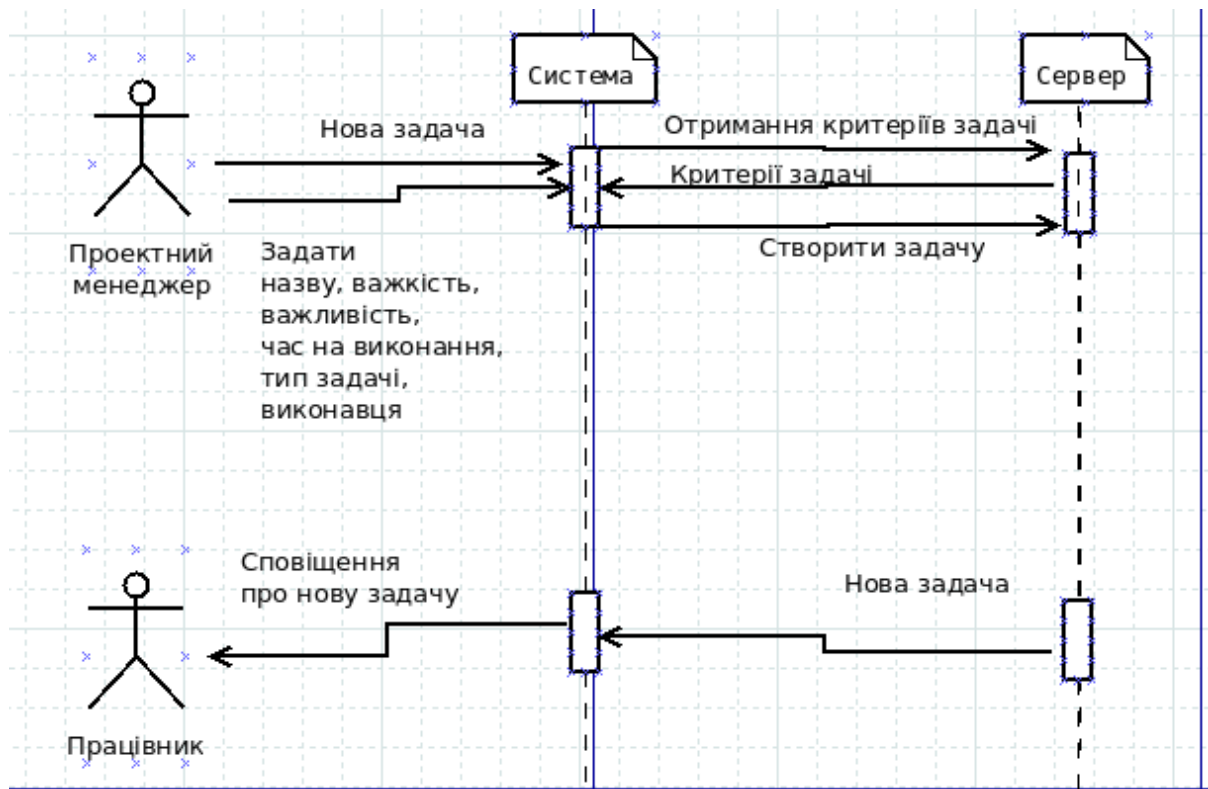 Система
Сервер
Нова задача
Отримання критеріїв задачі
Критерії задачі
Створити задачу
Проектний
менеджер
Задати
назву, важкість,
важливість,
час на виконання,
тип задачі,
виконавця
Сповіщення
про нову задачу
Нова задача
Працівник